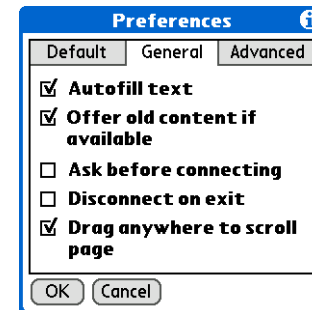 Preferences
Default General Advanced
Autofill text
Offer old content if
available
Ask before connecting
Disconnect on exit
Drag anywhere to scroll
page
OK Cancel